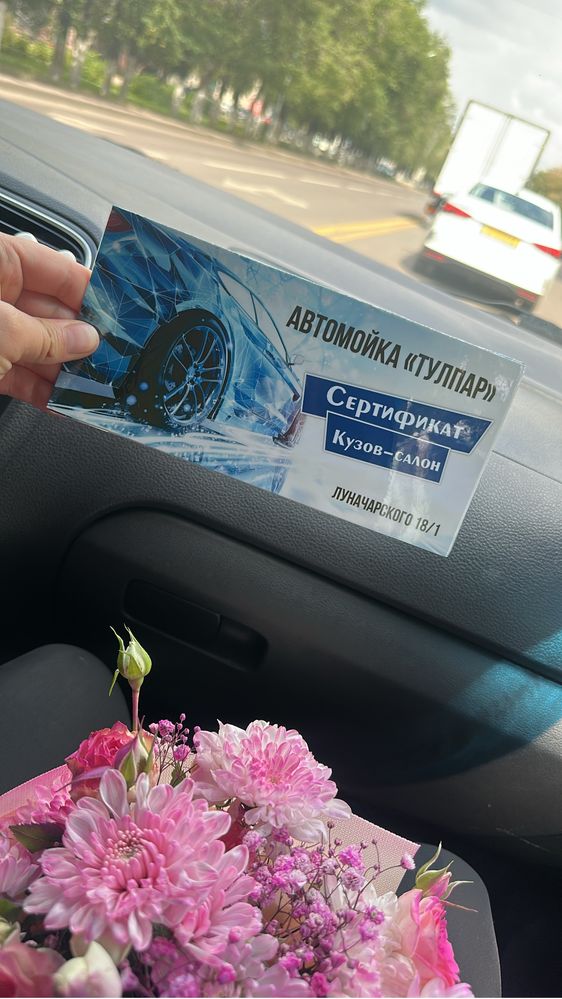 АВТОМОЙКА «ТУЛПАР»
Сертификат
Кузов-салон
ЛУНАЧАРСКОГО 18/1